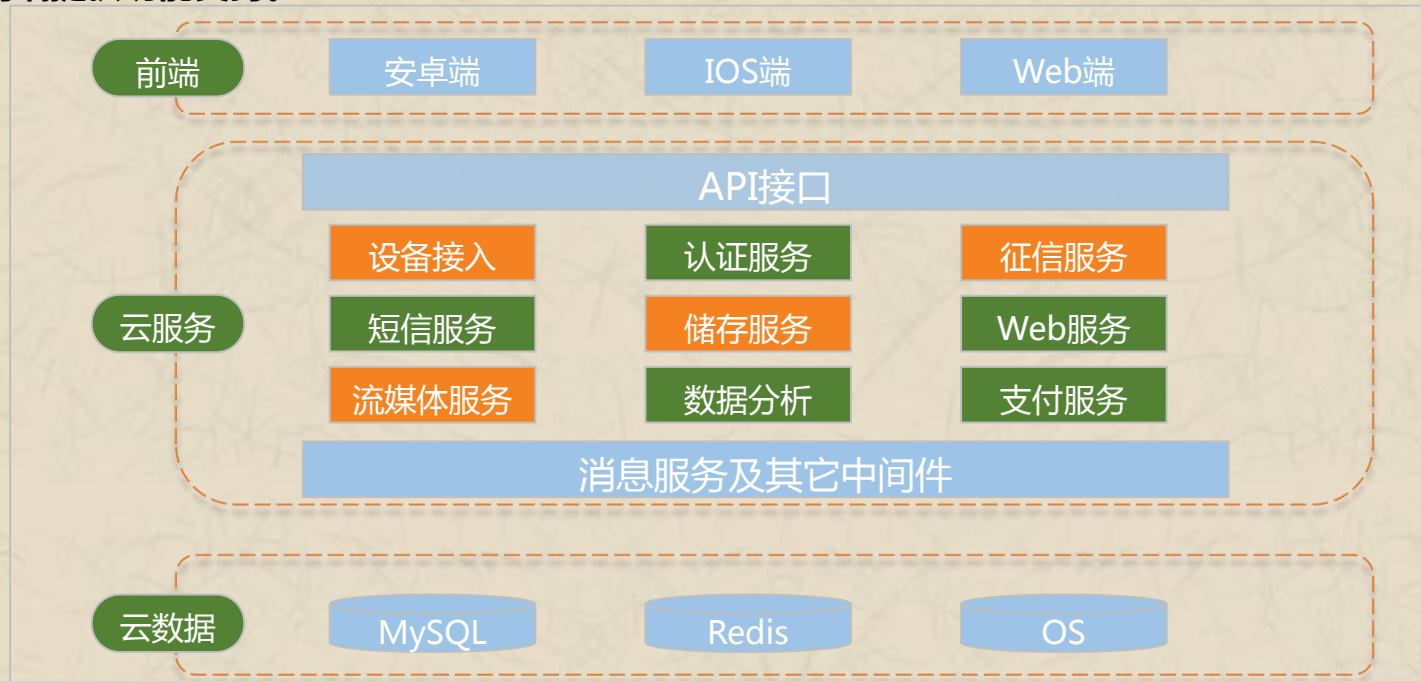 前端
安卓端
IOS端
Web端
API接口
设备接入
认证服务
征信服务
云服务
短信服务
储存服务
Web服务
流媒体服务
数据分析
支付服务
消息服务及其它中间件
云数据
MySQL
Redis
OS